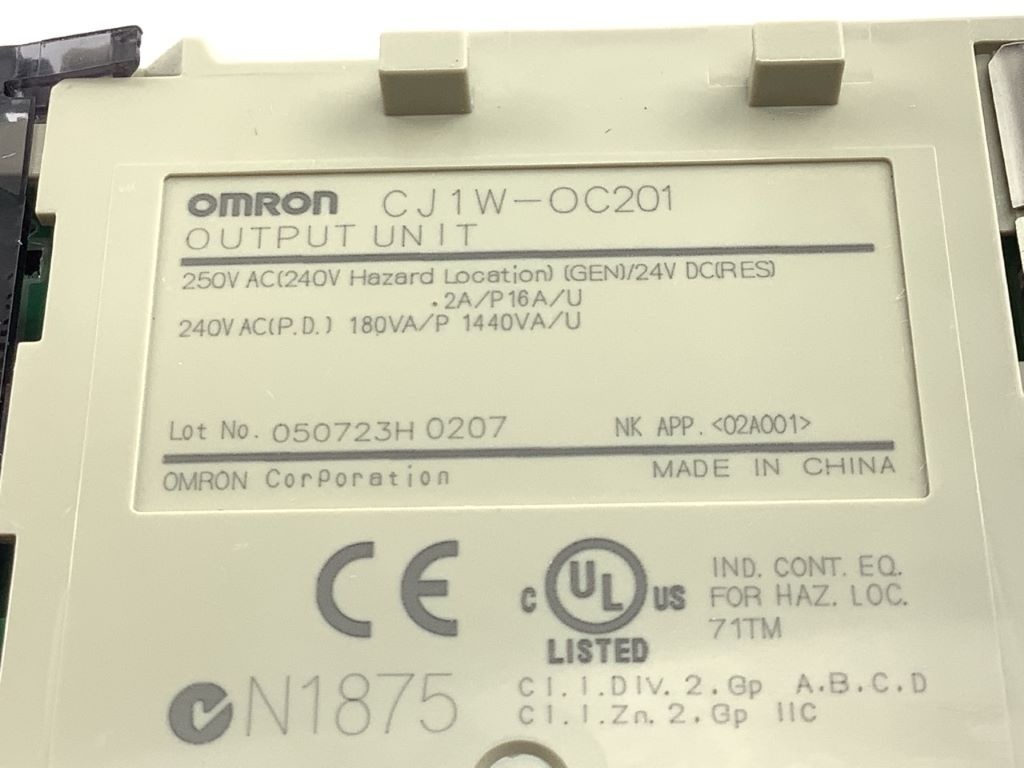 OMRON CJ1W-OC201
OUTPUT UNIT
250V AC(240V Hazard Location) (GEN)/24V DC(RES)
.2A/P 16A/U
240V AC(P.D.) 180VA/P 1440VA/U
Lot No. 050723H 0207 NK APP. <02A001>
OMRON Corporation MADE IN CHINA
CE
C UL US
LISTED
IND. CONT. EQ.
FOR HAZ. LOC.
71TM
N1875
Cl. I.DIV. 2.Gp A.B.C.D
Cl. I.Zn. 2.Gp IIC